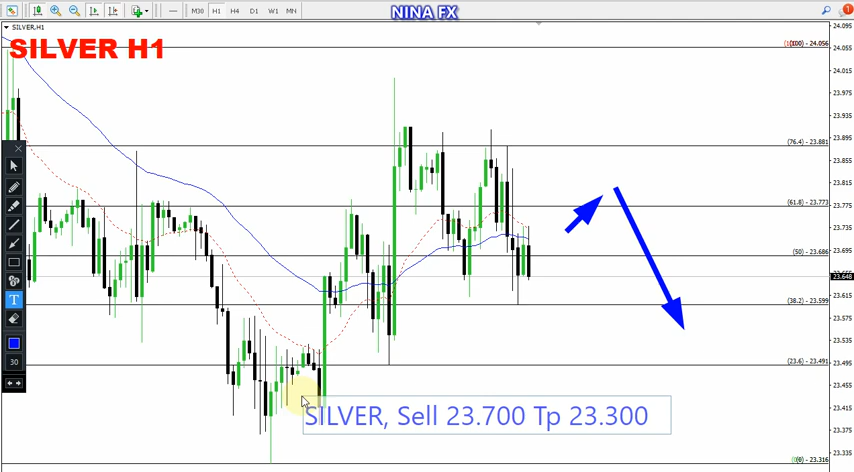 M30 H1 H4 D1 W1 MN
NINA FX
SILVER,H1
SILVER H1
(100) - 24.056
(76.4) - 23.881
(61.8) - 23.773
(50) - 23.686
(38.2) - 23.599
(23.6) - 23.491
(0) - 23.316
24.095
24.035
23.975
23.935
23.895
23.855
23.815
23.775
23.735
23.695
23.648
23.615
23.575
23.535
23.495
23.455
23.415
23.375
23.335
T
30
SILVER, Sell 23.700 Tp 23.300